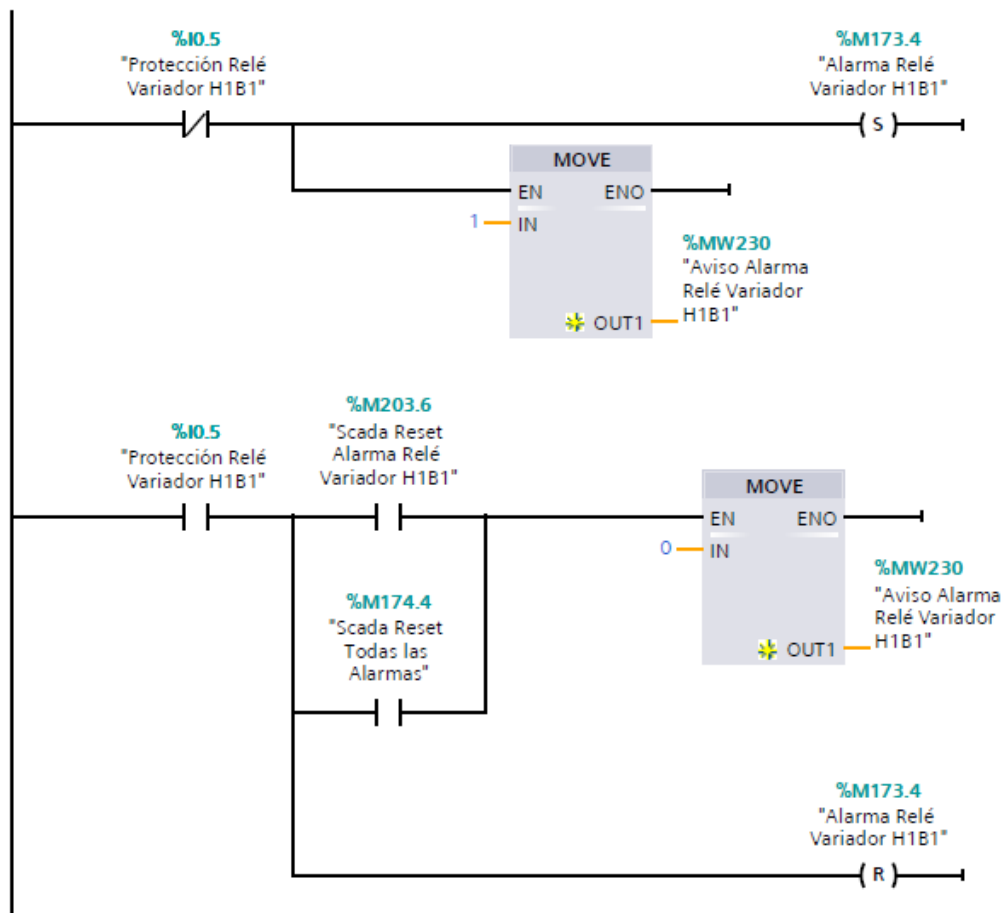 %I0.5
"Protección Relé
Variador H1B1"
%M173.4
"Alarma Relé
Variador H1B1"
S
MOVE
EN
ENO
1
IN
%MW230
"Aviso Alarma
Relé Variador
H1B1"
OUT1
%I0.5
"Protección Relé
Variador H1B1"
%M203.6
"Scada Reset
Alarma Relé
Variador H1B1"
MOVE
EN
ENO
0
IN
%MW230
"Aviso Alarma
Relé Variador
H1B1"
OUT1
%M174.4
"Scada Reset
Todas las
Alarmas"
%M173.4
"Alarma Relé
Variador H1B1"
R